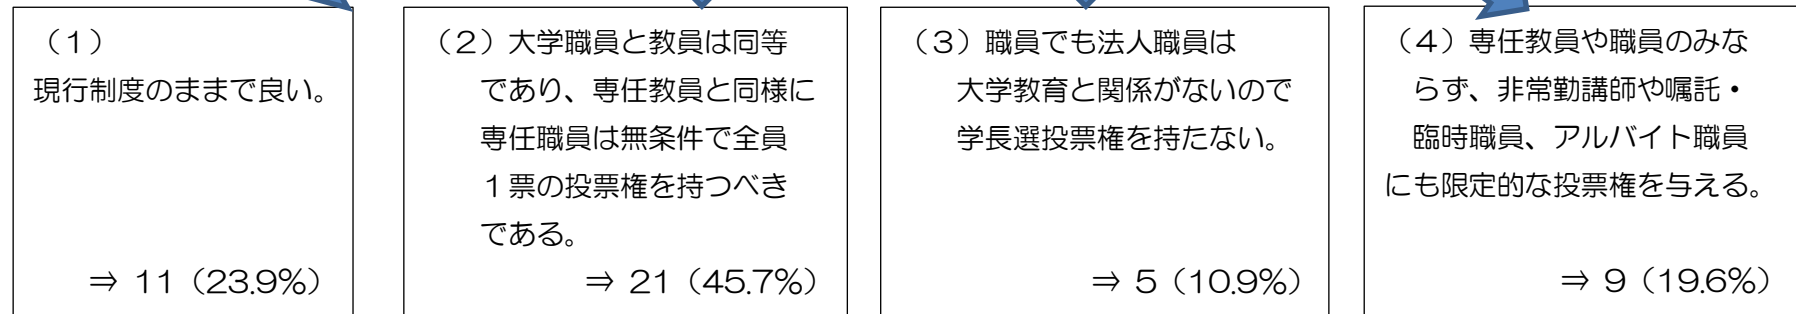 （1）
現行制度のままで良い。
⇒ 11（23.9%）
（2）大学職員と教員は同等
であり、専任教員と同様に
専任職員は無条件で全員
1票の投票権を持つべき
である。
⇒ 21（45.7%）
（3）職員でも法人職員は
大学教育と関係がないので
学長選投票権を持たない。
⇒ 5（10.9%）
（4）専任教員や職員のみな
らず、非常勤講師や嘱託・
臨時職員、アルバイト職員
にも限定的な投票権を与える。
⇒ 9（19.6%）